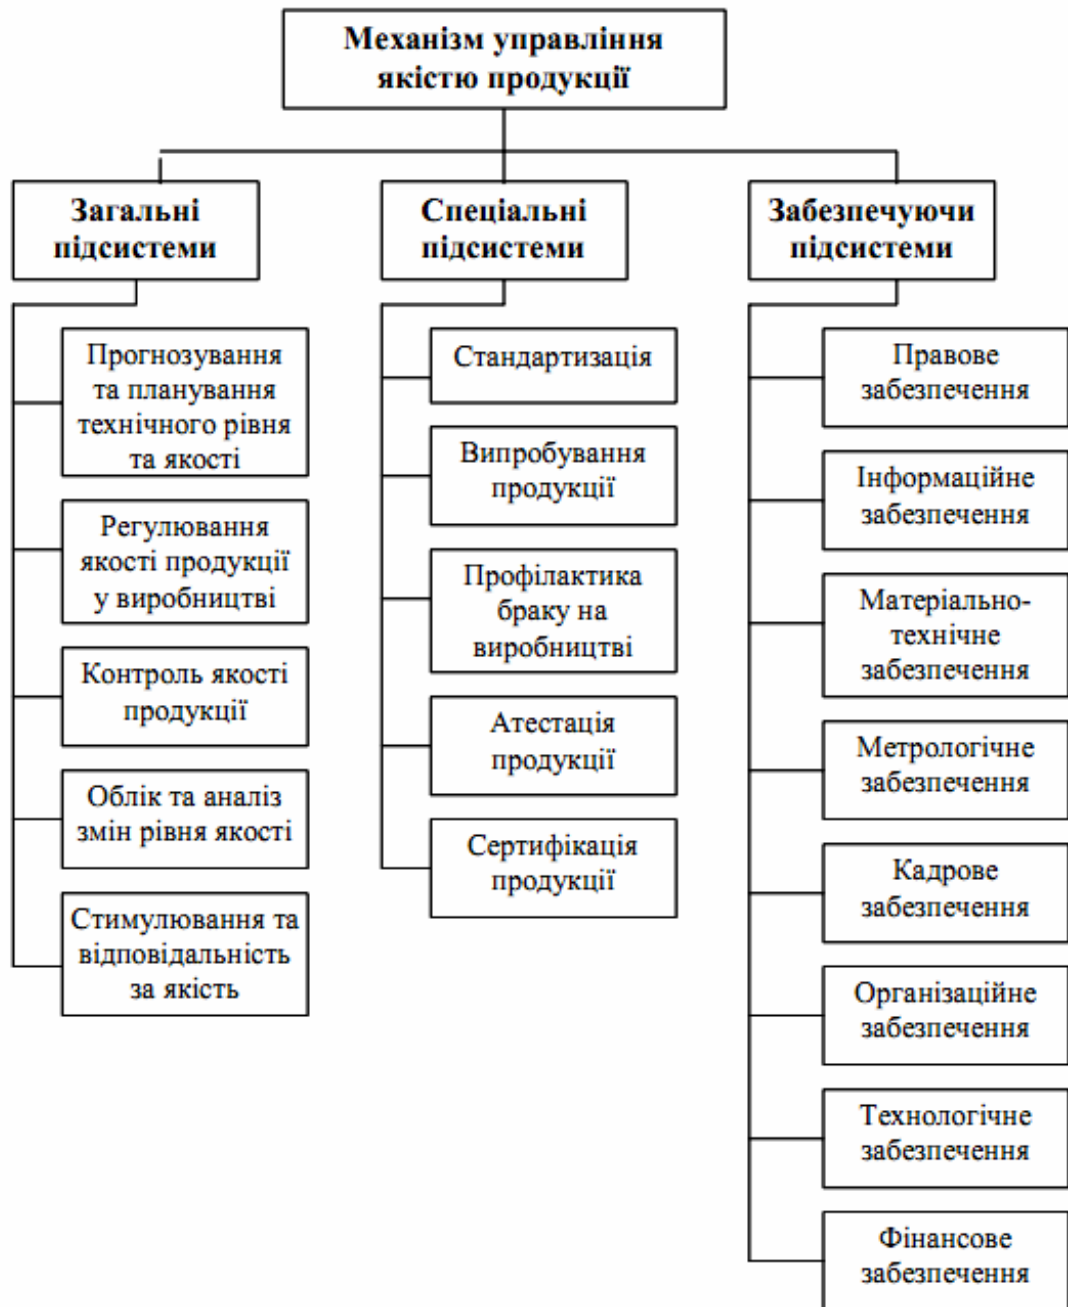 Механізм управління
якістю продукції
Загальні
підсистеми
Прогнозування
та планування
технічного рівня
та якості
Регулювання
якості продукції
у виробництві
Контроль якості
продукції
Облік та аналіз
змін рівня якості
Стимулювання та
відповідальність
за якість
Спеціальні
підсистеми
Стандартизація
Випробування
продукції
Профілактика
браку на
виробництві
Атестація
продукції
Сертифікація
продукції
Забезпечуючи
підсистеми
Правове
забезпечення
Інформаційне
забезпечення
Матеріально-
технічне
забезпечення
Метрологічне
забезпечення
Кадрове
забезпечення
Організаційне
забезпечення
Технологічне
забезпечення
Фінансове
забезпечення